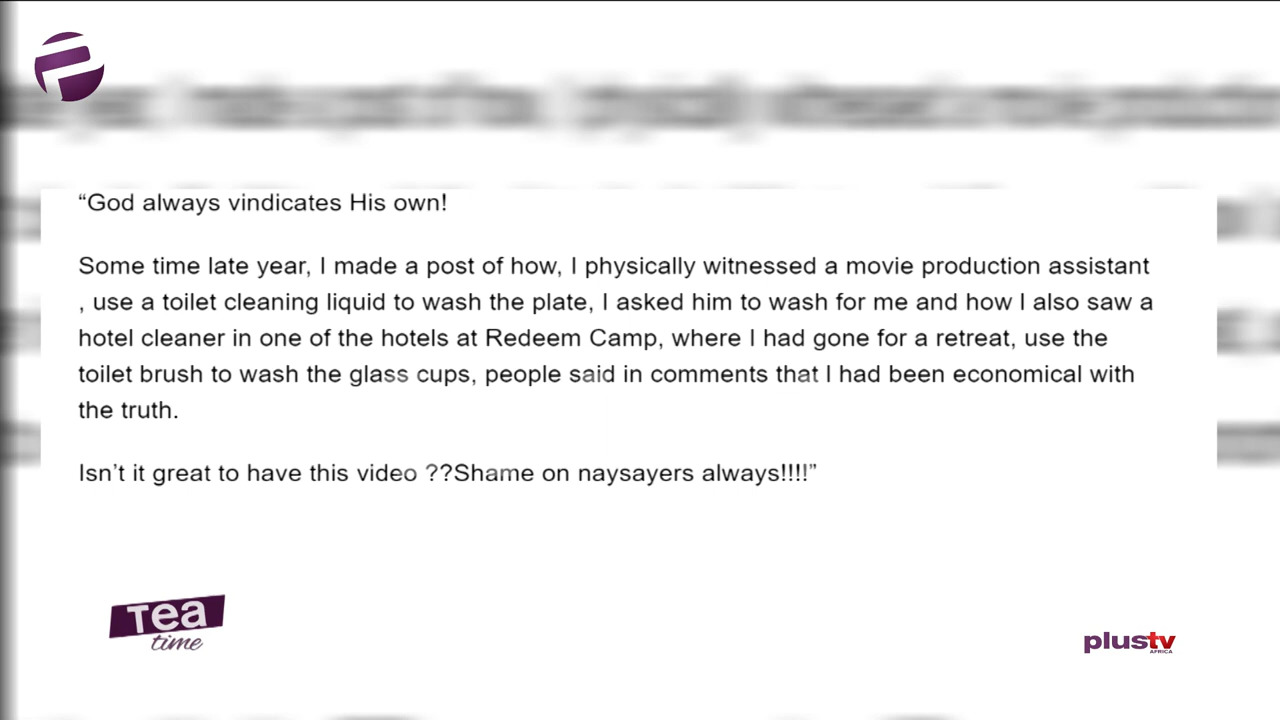 “God always vindicates His own!
Some time late year, I made a post of how, I physically witnessed a movie production assistant
, use a toilet cleaning liquid to wash the plate, I asked him to wash for me and how I also saw a
hotel cleaner in one of the hotels at Redeem Camp, where I had gone for a retreat, use the
toilet brush to wash the glass cups, people said in comments that I had been economical with
the truth.
Isn’t it great to have this video ??Shame on naysayers always!!!!”
Tea
time
plustv
AFRICA